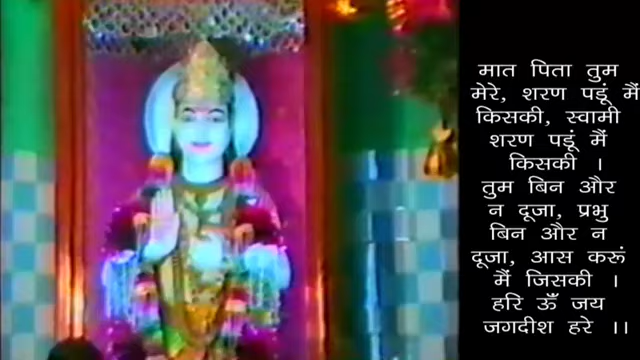 मात पिता तुम
मेरे, शरण पड़ूं मैं
किसकी, स्वामी
शरण पड़ूं मैं
किसकी ।
तुम बिन और
न दूजा, प्रभु
बिन और न
दूजा, आस करूं
मैं जिसकी ।
हरि ॐ जय
जगदीश हरे ।।